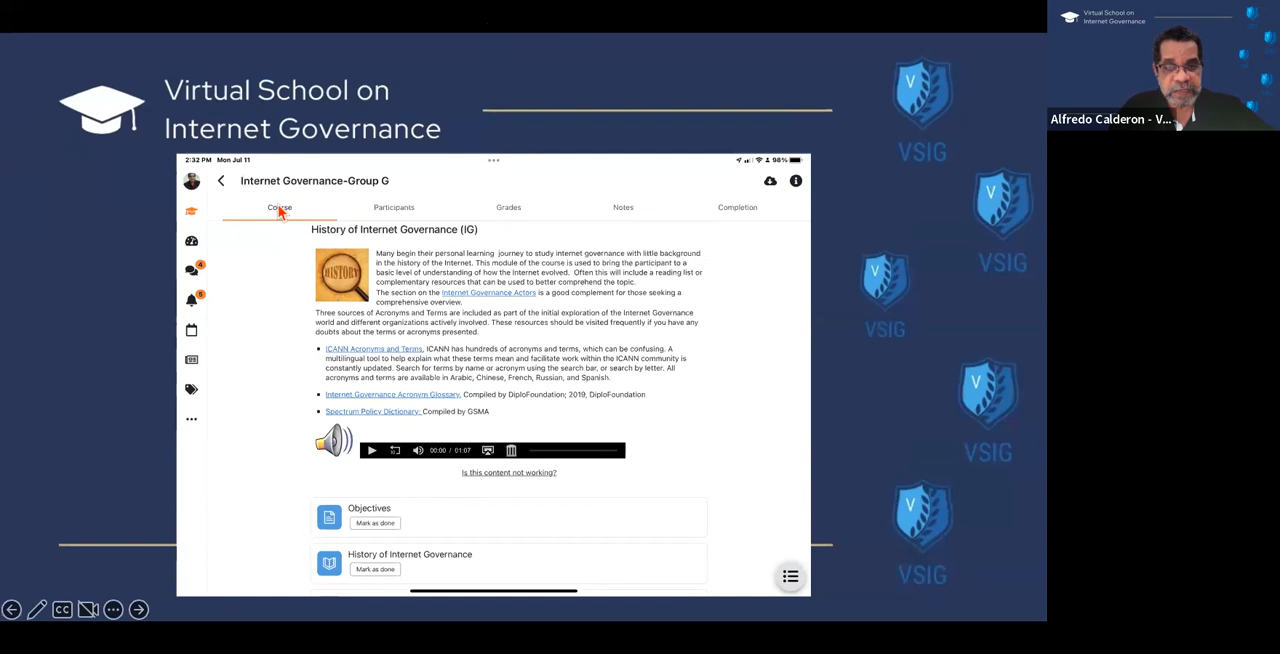 Virtual School on
Internet Governance
Virtual School on
Internet Governance
Alfredo Calderon - V...
VSIG
VSIG
VSIG
VSIG
VSIG
2:32 PM Mon Jul 11
98%
Internet Governance-Group G
Course
Participants
Grades
Notes
Completion
4
5
History of Internet Governance (IG)
HISTORY
Many begin their personal learning journey to study internet governance with little background
in the history of the Internet. This module of the course is used to bring the participant to a
basic level of understanding of how the Internet evolved. Often this will include a reading list or
complementary resources that can be used to better comprehend the topic.
The section on the Internet Governance Actors is a good complement for those seeking a
comprehensive overview.
Three sources of Acronyms and Terms are included as part of the initial exploration of the Internet Governance
world and different organizations actively involved. These resources should be visited frequently if you have any
doubts about the terms or acronyms presented.
ICANN Acronyms and Terms, ICANN has hundreds of acronyms and terms, which can be confusing. A
multilingual tool to help explain what these terms mean and facilitate work within the ICANN community is
constantly updated. Search for terms by name or acronym using the search bar, or search by letter. All
acronyms and terms are available in Arabic, Chinese, French, Russian, and Spanish.
Internet Governance Acronym Glossary, Compiled by DiploFoundation; 2019, DiploFoundation
Spectrum Policy Dictionary: Compiled by GSMA
10
00:00 / 01:07
Is this content not working?
Objectives
Mark as done
History of Internet Governance
Mark as done
CC